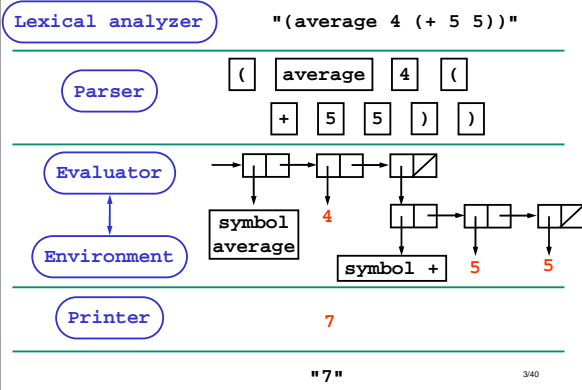 Lexical analyzer "(average 4 (+ 5 5))"
( average 4 (
Parser
+ 5 5 ) )
Evaluator
symbol average 4
Environment
symbol + 5 5
Printer 7
"7" 3/40